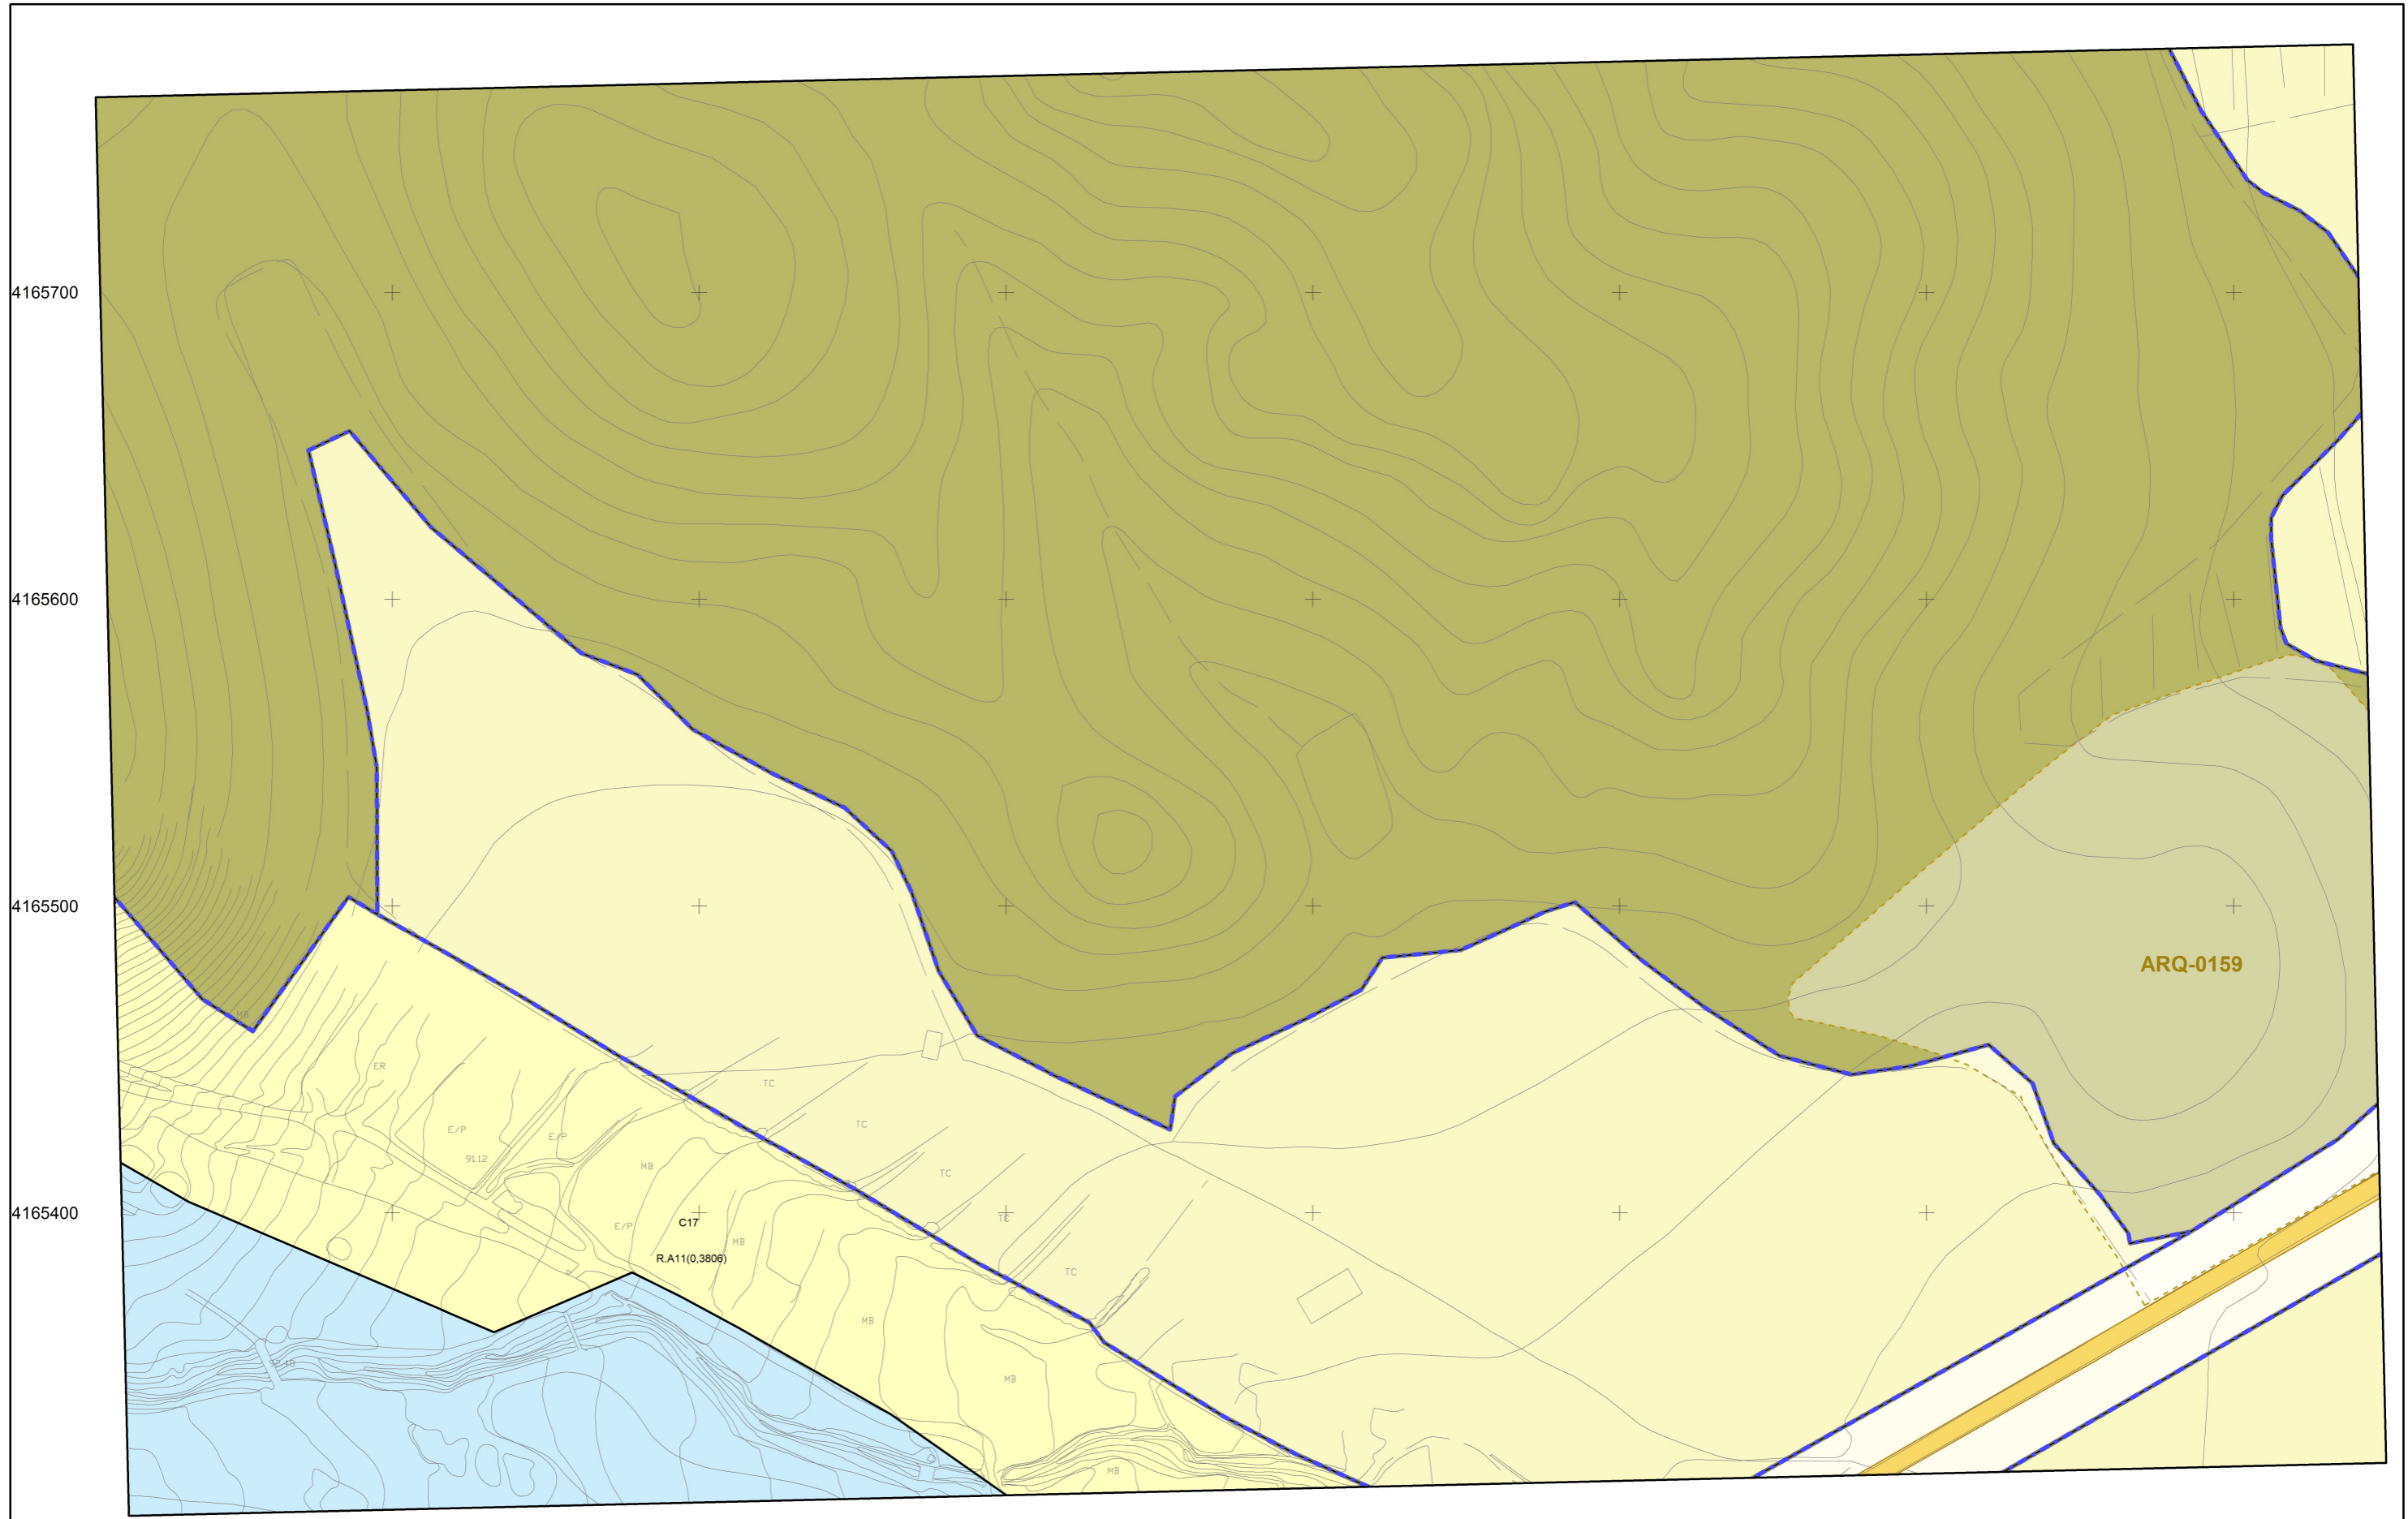 4165700
4165600
4165500
ARQ-0159
MB
ER
TC
E/P
E/P
TC
91.12
MB
TC
4165400
C17
TC
E/P
MB
R.A11(0,3806)
TC
MB
MB
MB